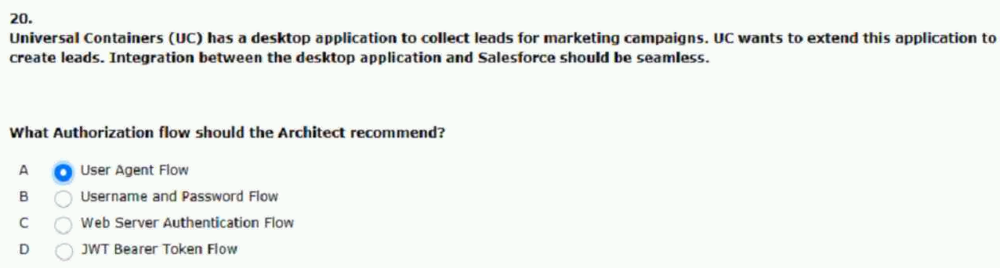 20.
Universal Containers (UC) has a desktop application to collect leads for marketing campaigns. UC wants to extend this application to
create leads. Integration between the desktop application and Salesforce should be seamless.
What Authorization flow should the Architect recommend?
A User Agent Flow
B Username and Password Flow
C Web Server Authentication Flow
D JWT Bearer Token Flow